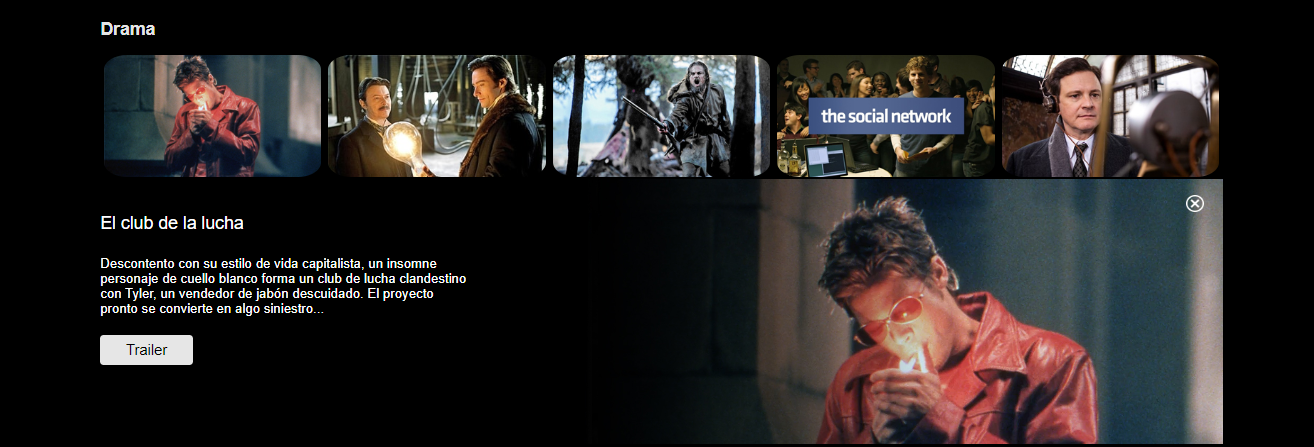 Drama
the social network
El club de la lucha
Descontento con su estilo de vida capitalista, un insomne
personaje de cuello blanco forma un club de lucha clandestino
con Tyler, un vendedor de jabón descuidado. El proyecto
pronto se convierte en algo siniestro...
Trailer